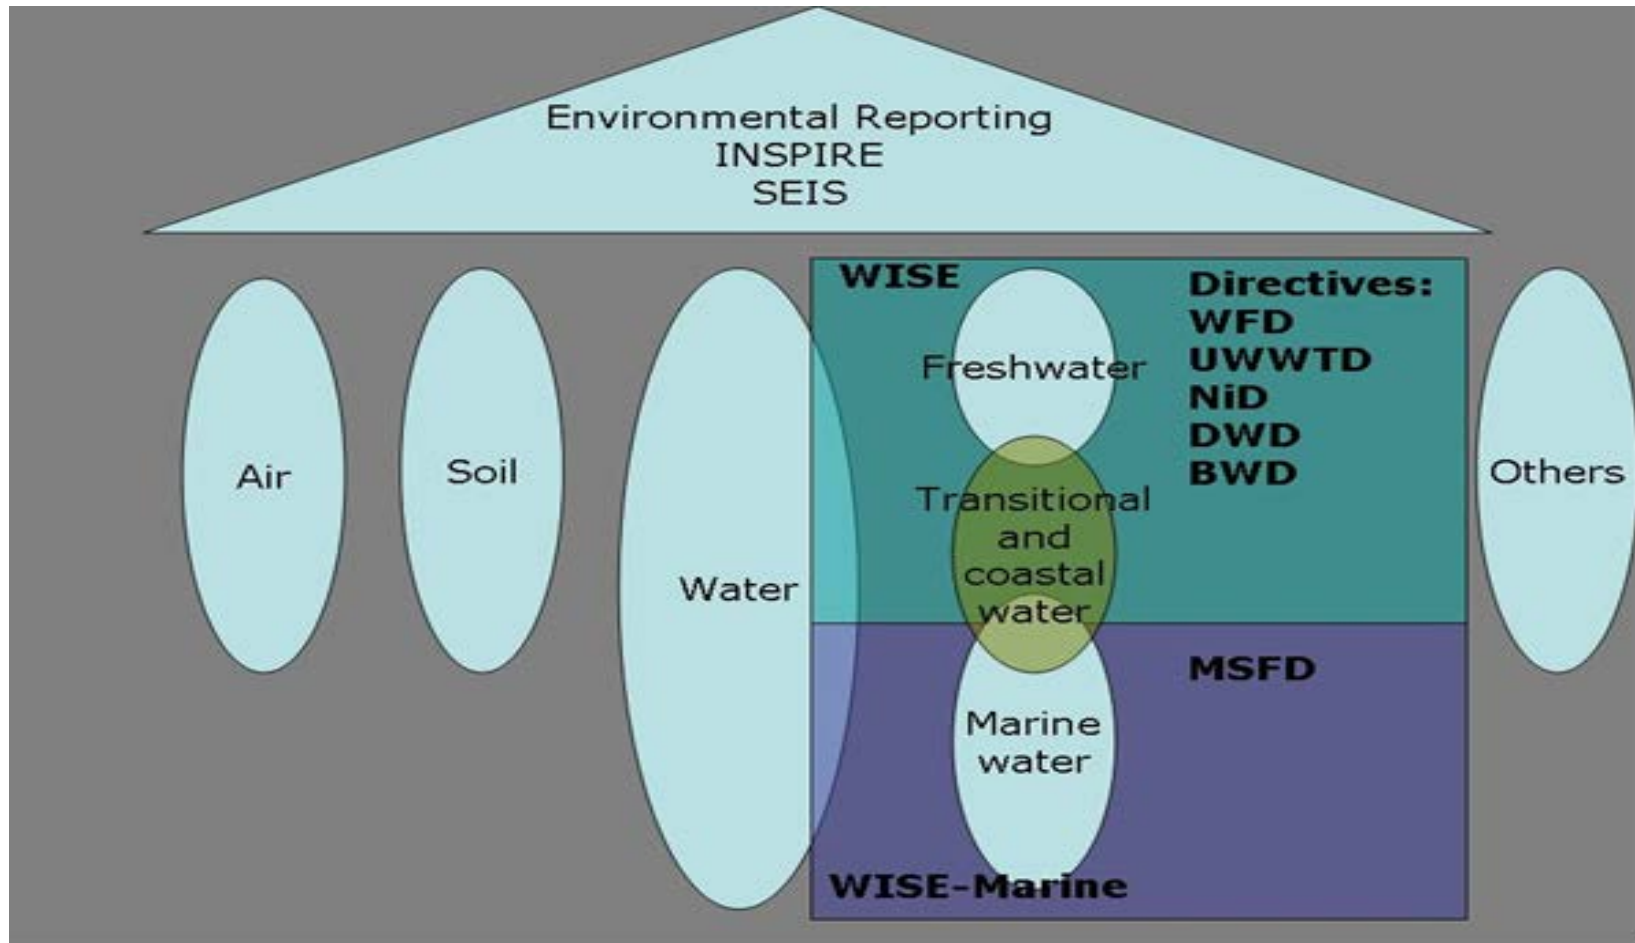 Environmental Reporting
INSPIRE
SEIS
Air
Soil
Water
WISE
Freshwater
Transitional
and
coastal
water
Marine
water
WISE-Marine
Directives:
WFD
UWWTD
NiD
DWD
BWD
MSFD
Others